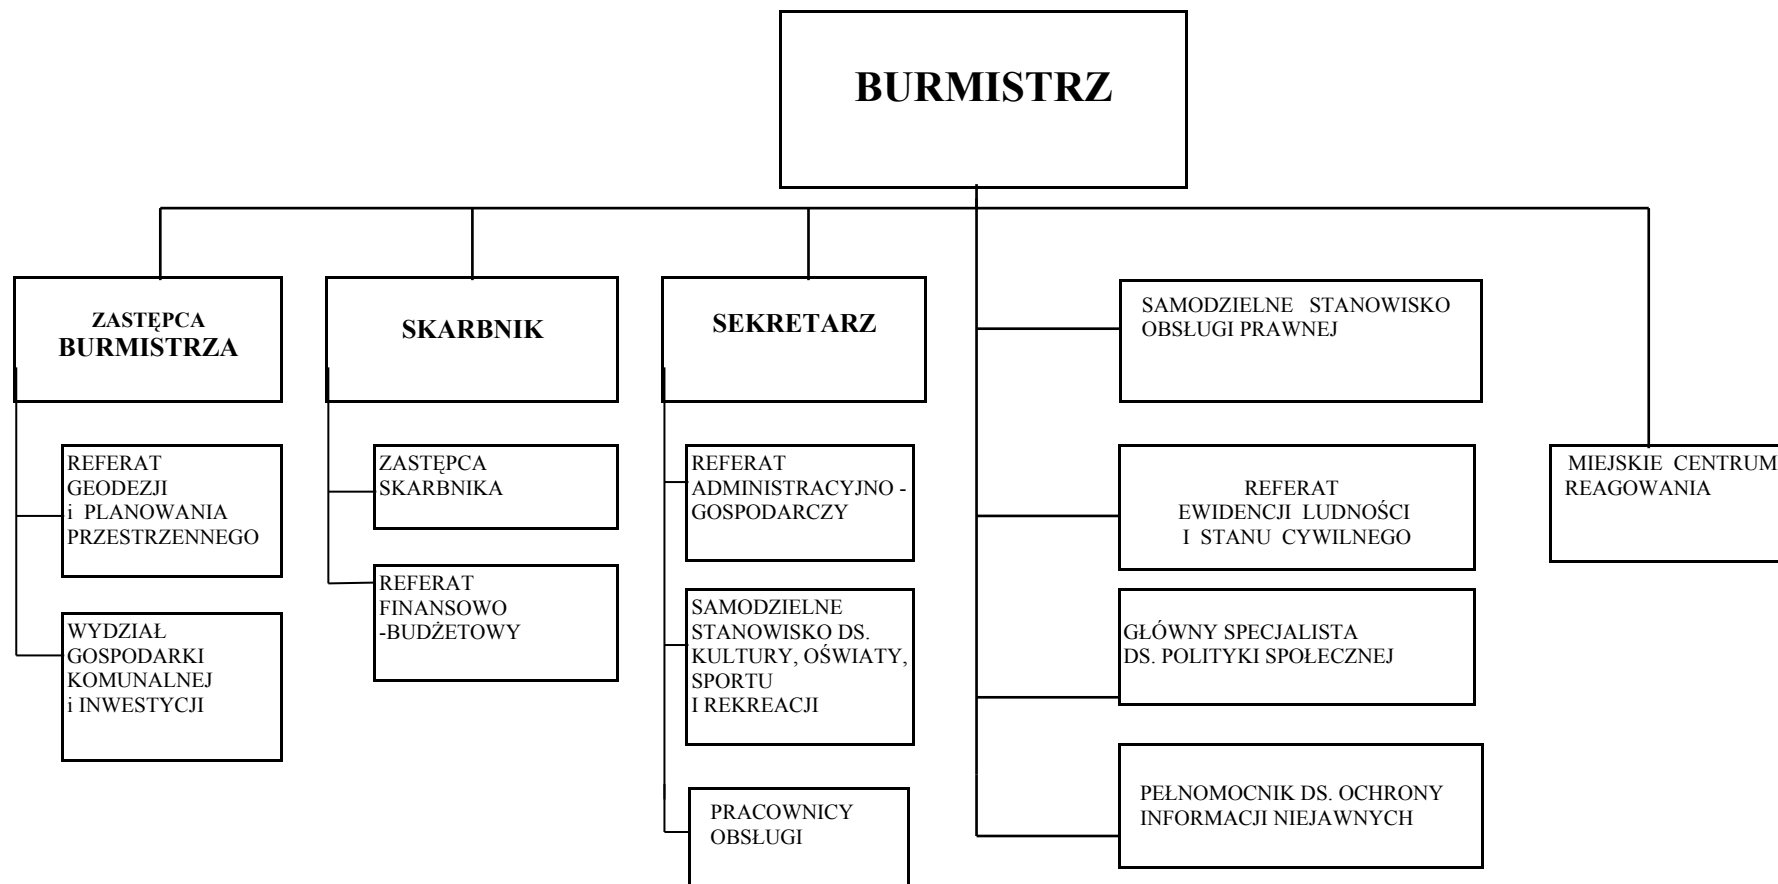 BURMISTRZ
ZASTĘPCA
BURMISTRZA
SKARBNIK
SEKRETARZ
SAMODZIELNE STANOWISKO
OBSŁUGI PRAWNEJ
REFERAT
GEODEZJI
i PLANOWANIA
PRZESTRZENNEGO
ZASTĘPCA
SKARBNIKA
REFERAT
ADMINISTRACYJNO -
GOSPODARCZY
REFERAT
EWIDENCJI LUDNOŚCI
I STANU CYWILNEGO
MIEJSKIE CENTRUM
REAGOWANIA
WYDZIAŁ
GOSPODARKI
KOMUNALNEJ
i INWESTYCJI
REFERAT
FINANSOWO
-BUDŻETOWY
SAMODZIELNE
STANOWISKO DS.
KULTURY, OŚWIATY,
SPORTU
I REKREACJI
GŁÓWNY SPECJALISTA
DS. POLITYKI SPOŁECZNEJ
PRACOWNICY
OBSŁUGI
PEŁNOMOCNIK DS. OCHRONY
INFORMACJI NIEJAWNYCH